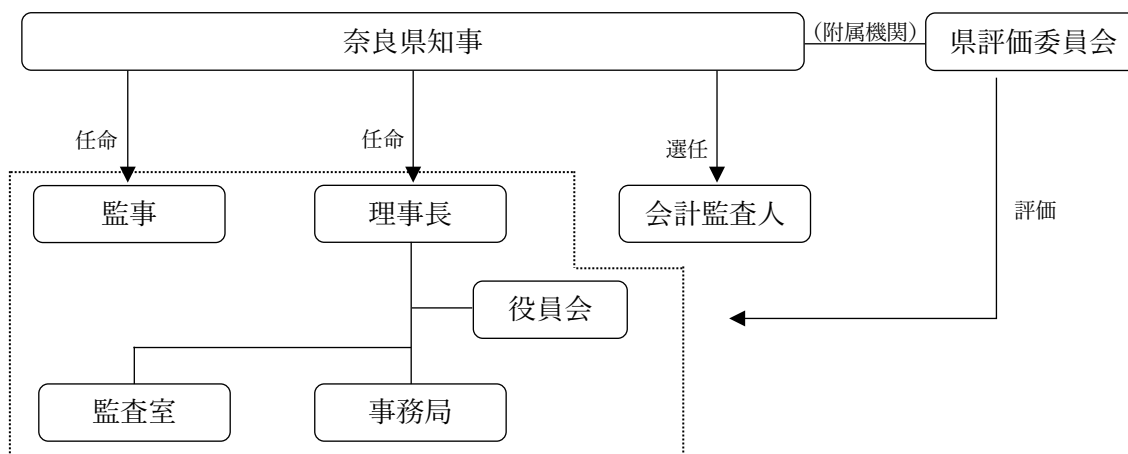 奈良県知事
（附属機関）
県評価委員会
任命
任命
選任
評価
監事
理事長
会計監査人
役員会
監査室
事務局